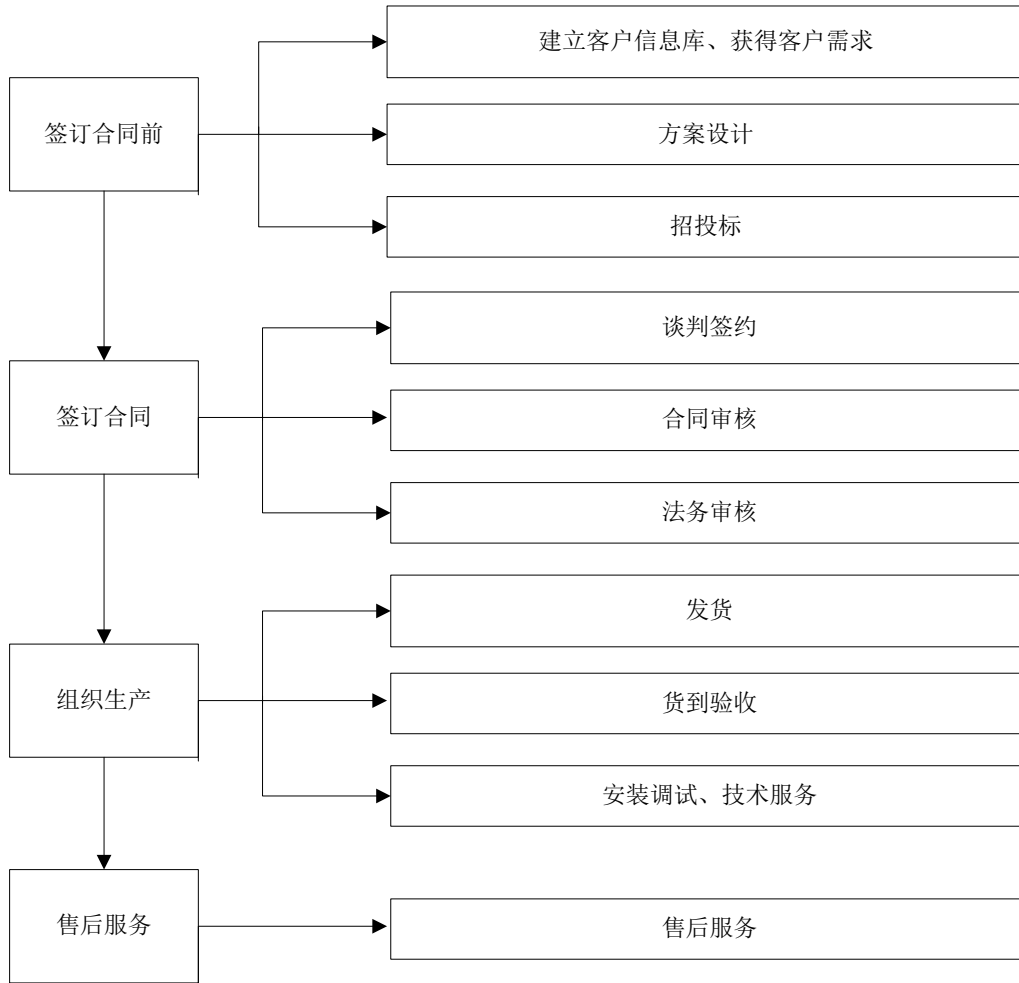 签订合同前
建立客户信息库、获得客户需求
方案设计
招投标
签订合同
谈判签约
合同审核
法务审核
组织生产
发货
货到验收
安装调试、技术服务
售后服务
售后服务